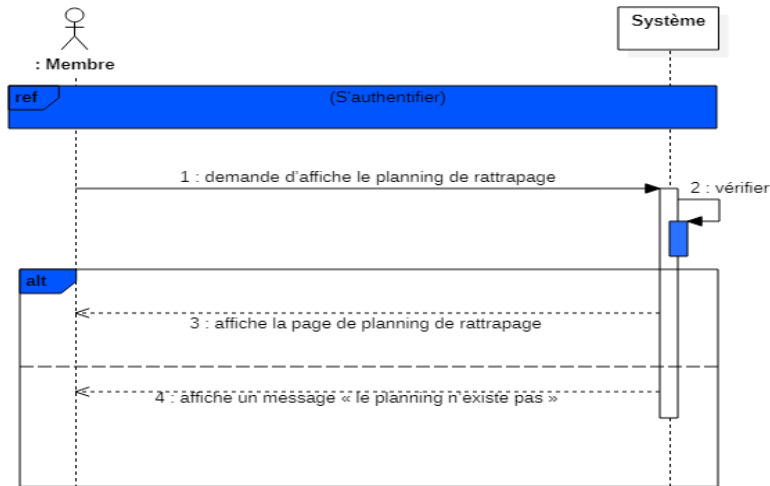 Système
: Membre
ref
(S'authentifier)
1 : demande d'affiche le planning de rattrapage
2 : vérifier
alt
3 : affiche la page de planning de rattrapage
4 : affiche un message « le planning n'existe pas »